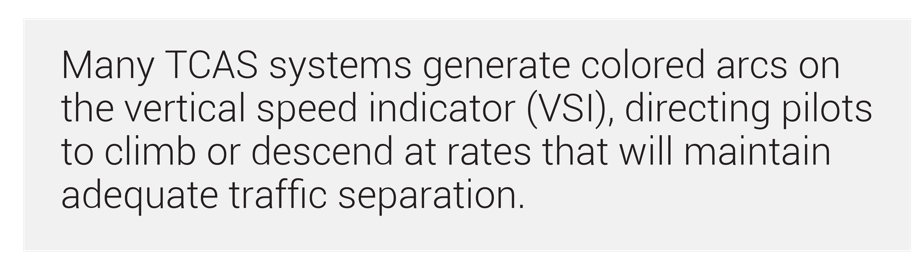 Many TCAS systems generate colored arcs on
the vertical speed indicator (VSI), directing pilots
to climb or descend at rates that will maintain
adequate traffic separation.